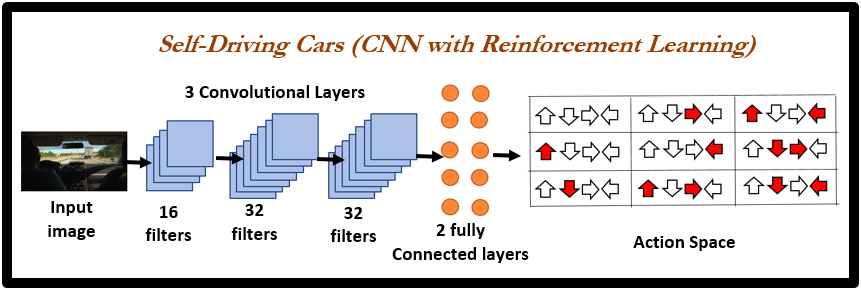 Self-Driving Cars (CNN with Reinforcement Learning)
3 Convolutional Layers
Input
image
16
filters
32
filters
32
filters
2 fully
Connected layers
Action Space